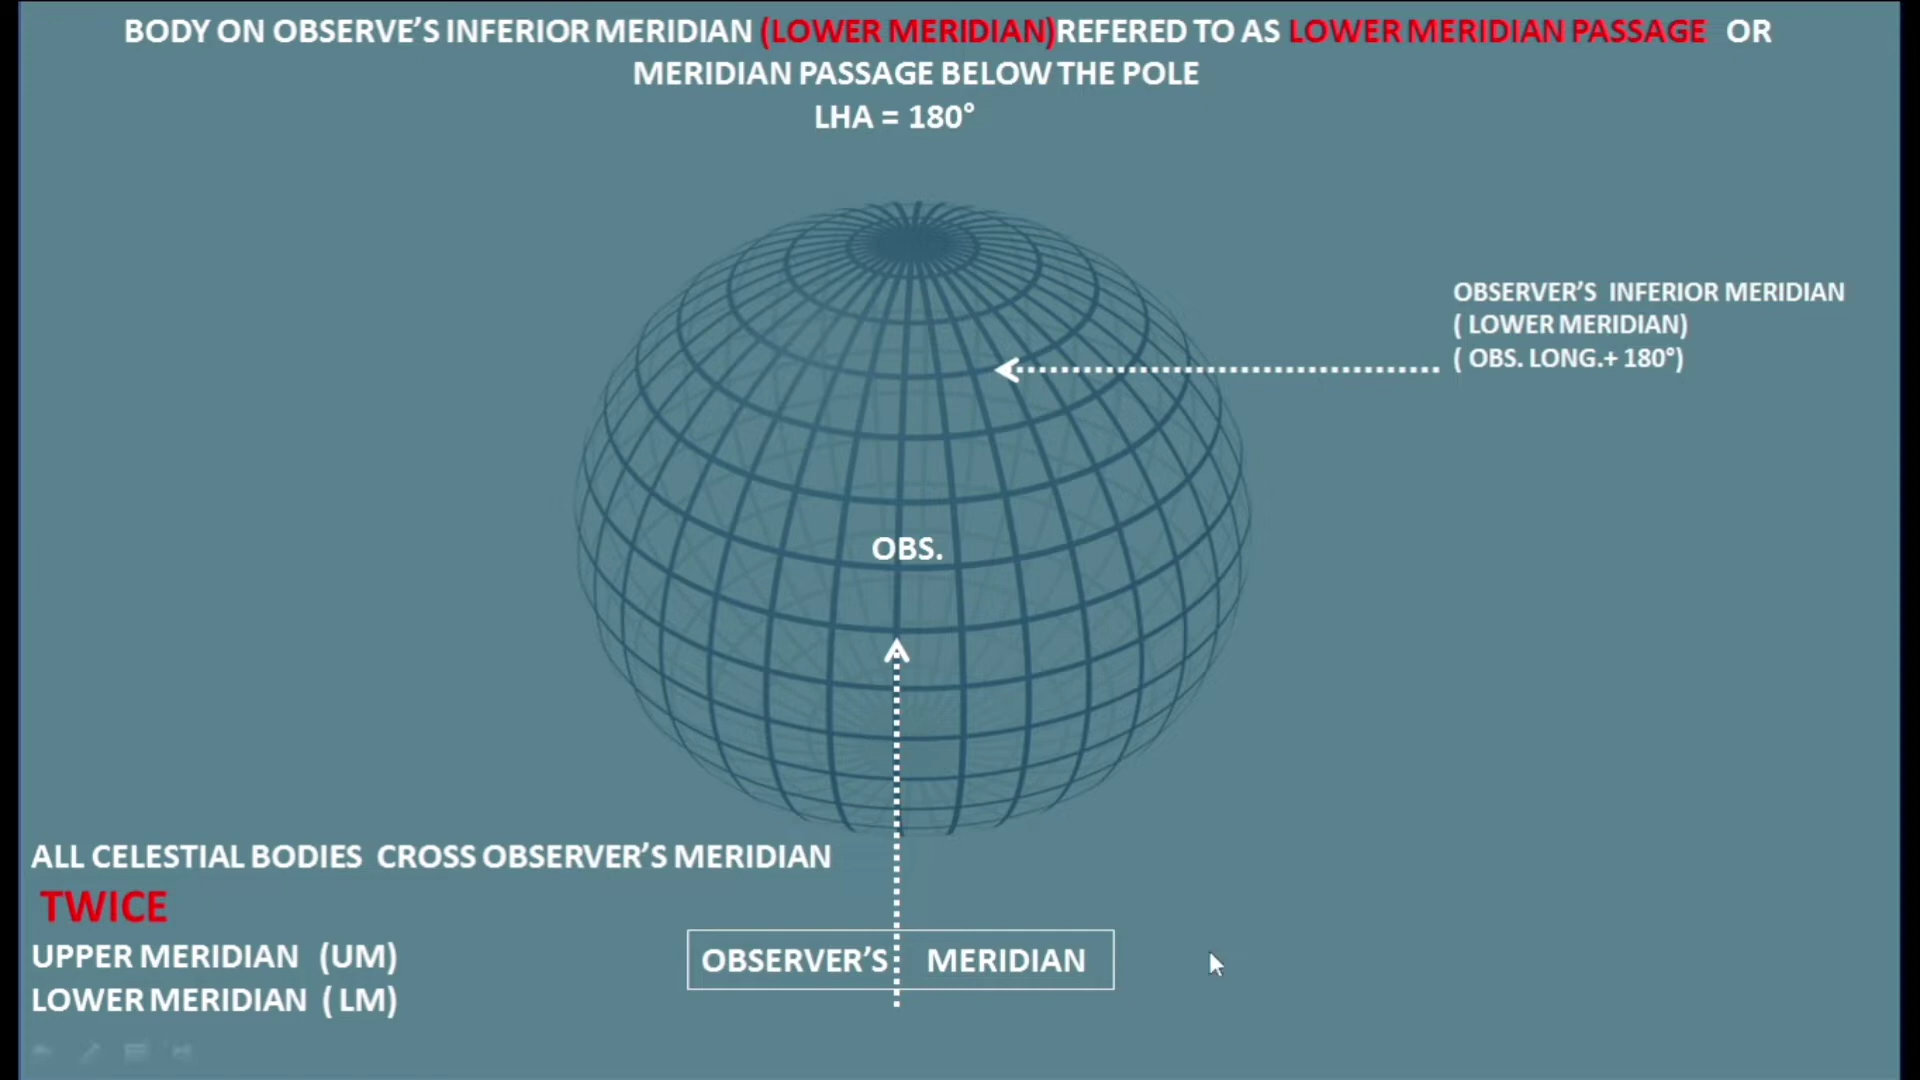 BODY ON OBSERVE'S INFERIOR MERIDIAN (LOWER MERIDIAN)REFERED TO AS LOWER MERIDIAN PASSAGE OR
MERIDIAN PASSAGE BELOW THE POLE
LHA = 180°
OBSERVER'S INFERIOR MERIDIAN
( LOWER MERIDIAN)
( OBS. LONG.+ 180°)
OBS.
ALL CELESTIAL BODIES CROSS OBSERVER'S MERIDIAN
TWICE
UPPER MERIDIAN (UM)
LOWER MERIDIAN ( LM)
OBSERVER'S MERIDIAN